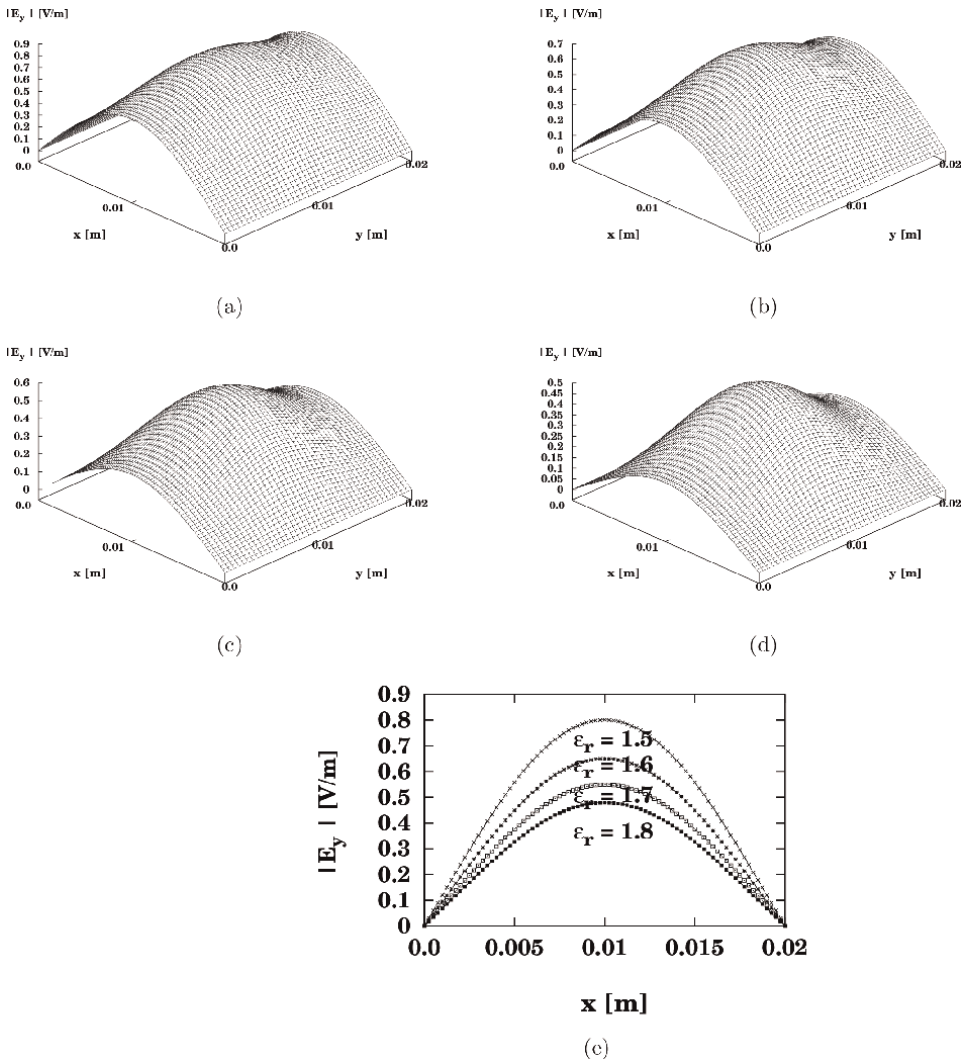 |E_y| [V/m]
0.9
0.8
0.7
0.6
0.5
0.4
0.3
0.2
0.1
0
0.0
0.01
x [m]
0.0
0.01
0.02
y [m]
(a)
|E_y| [V/m]
0.7
0.6
0.5
0.4
0.3
0.2
0.1
0
0.0
0.01
x [m]
0.0
0.01
0.02
y [m]
(b)
|E_y| [V/m]
0.6
0.5
0.4
0.3
0.2
0.1
0
0.0
0.01
x [m]
0.0
0.01
0.02
y [m]
(c)
|E_y| [V/m]
0.5
0.45
0.4
0.35
0.3
0.25
0.2
0.15
0.1
0.05
0
0.0
0.01
x [m]
0.0
0.01
0.02
y [m]
(d)
|E_y| [V/m]
0.9
0.8
0.7
0.6
0.5
0.4
0.3
0.2
0.1
0
ε_r = 1.5
ε_r = 1.6
ε_r = 1.7
ε_r = 1.8
0.0 0.005 0.01 0.015 0.02
x [m]
(e)